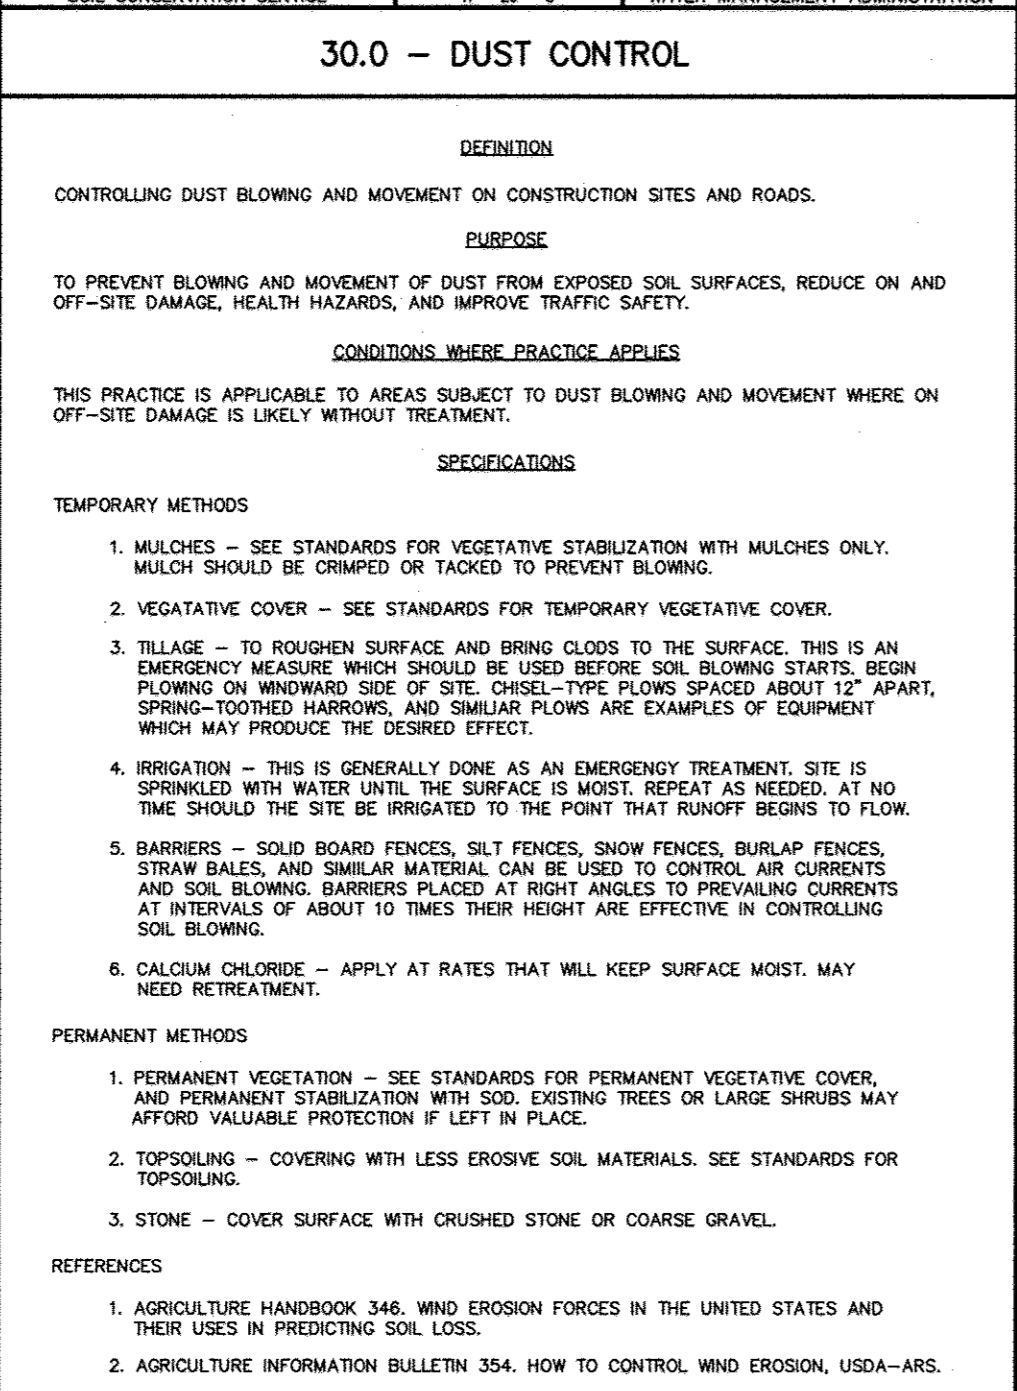 30.0 – DUST CONTROL
DEFINITION
CONTROLLING DUST BLOWING AND MOVEMENT ON CONSTRUCTION SITES AND ROADS.
PURPOSE
TO PREVENT BLOWING AND MOVEMENT OF DUST FROM EXPOSED SOIL SURFACES, REDUCE ON AND
OFF–SITE DAMAGE, HEALTH HAZARDS, AND IMPROVE TRAFFIC SAFETY.
CONDITIONS WHERE PRACTICE APPLIES
THIS PRACTICE IS APPLICABLE TO AREAS SUBJECT TO DUST BLOWING AND MOVEMENT WHERE ON
OFF–SITE DAMAGE IS LIKELY WITHOUT TREATMENT.
SPECIFICATIONS
TEMPORARY METHODS
1. MULCHES – SEE STANDARDS FOR VEGETATIVE STABILIZATION WITH MULCHES ONLY.
MULCH SHOULD BE CRIMPED OR TACKED TO PREVENT BLOWING.
2. VEGATATIVE COVER – SEE STANDARDS FOR TEMPORARY VEGETATIVE COVER.
3. TILLAGE – TO ROUGHEN SURFACE AND BRING CLODS TO THE SURFACE. THIS IS AN
EMERGENCY MEASURE WHICH SHOULD BE USED BEFORE SOIL BLOWING STARTS. BEGIN
PLOWING ON WINDWARD SIDE OF SITE. CHISEL–TYPE PLOWS SPACED ABOUT 12" APART,
SPRING–TOOTHED HARROWS, AND SIMILIAR PLOWS ARE EXAMPLES OF EQUIPMENT
WHICH MAY PRODUCE THE DESIRED EFFECT.
4. IRRIGATION – THIS IS GENERALLY DONE AS AN EMERGENGY TREATMENT. SITE IS
SPRINKLED WITH WATER UNTIL THE SURFACE IS MOIST. REPEAT AS NEEDED. AT NO
TIME SHOULD THE SITE BE IRRIGATED TO THE POINT THAT RUNOFF BEGINS TO FLOW.
5. BARRIERS – SOLID BOARD FENCES, SILT FENCES, SNOW FENCES, BURLAP FENCES,
STRAW BALES, AND SIMIILAR MATERIAL CAN BE USED TO CONTROL AIR CURRENTS
AND SOIL BLOWING. BARRIERS PLACED AT RIGHT ANGLES TO PREVAILING CURRENTS
AT INTERVALS OF ABOUT 10 TIMES THEIR HEIGHT ARE EFFECTIVE IN CONTROLLING
SOIL BLOWING.
6. CALCIUM CHLORIDE – APPLY AT RATES THAT WILL KEEP SURFACE MOIST. MAY
NEED RETREATMENT.
PERMANENT METHODS
1. PERMANENT VEGETATION – SEE STANDARDS FOR PERMANENT VEGETATIVE COVER,
AND PERMANENT STABILIZATION WITH SOD. EXISTING TREES OR LARGE SHRUBS MAY
AFFORD VALUABLE PROTECTION IF LEFT IN PLACE.
2. TOPSOILING – COVERING WITH LESS EROSIVE SOIL MATERIALS. SEE STANDARDS FOR
TOPSOILING.
3. STONE – COVER SURFACE WITH CRUSHED STONE OR COARSE GRAVEL.
REFERENCES
1. AGRICULTURE HANDBOOK 346. WIND EROSION FORCES IN THE UNITED STATES AND
THEIR USES IN PREDICTING SOIL LOSS.
2. AGRICULTURE INFORMATION BULLETIN 354. HOW TO CONTROL WIND EROSION, USDA–ARS.